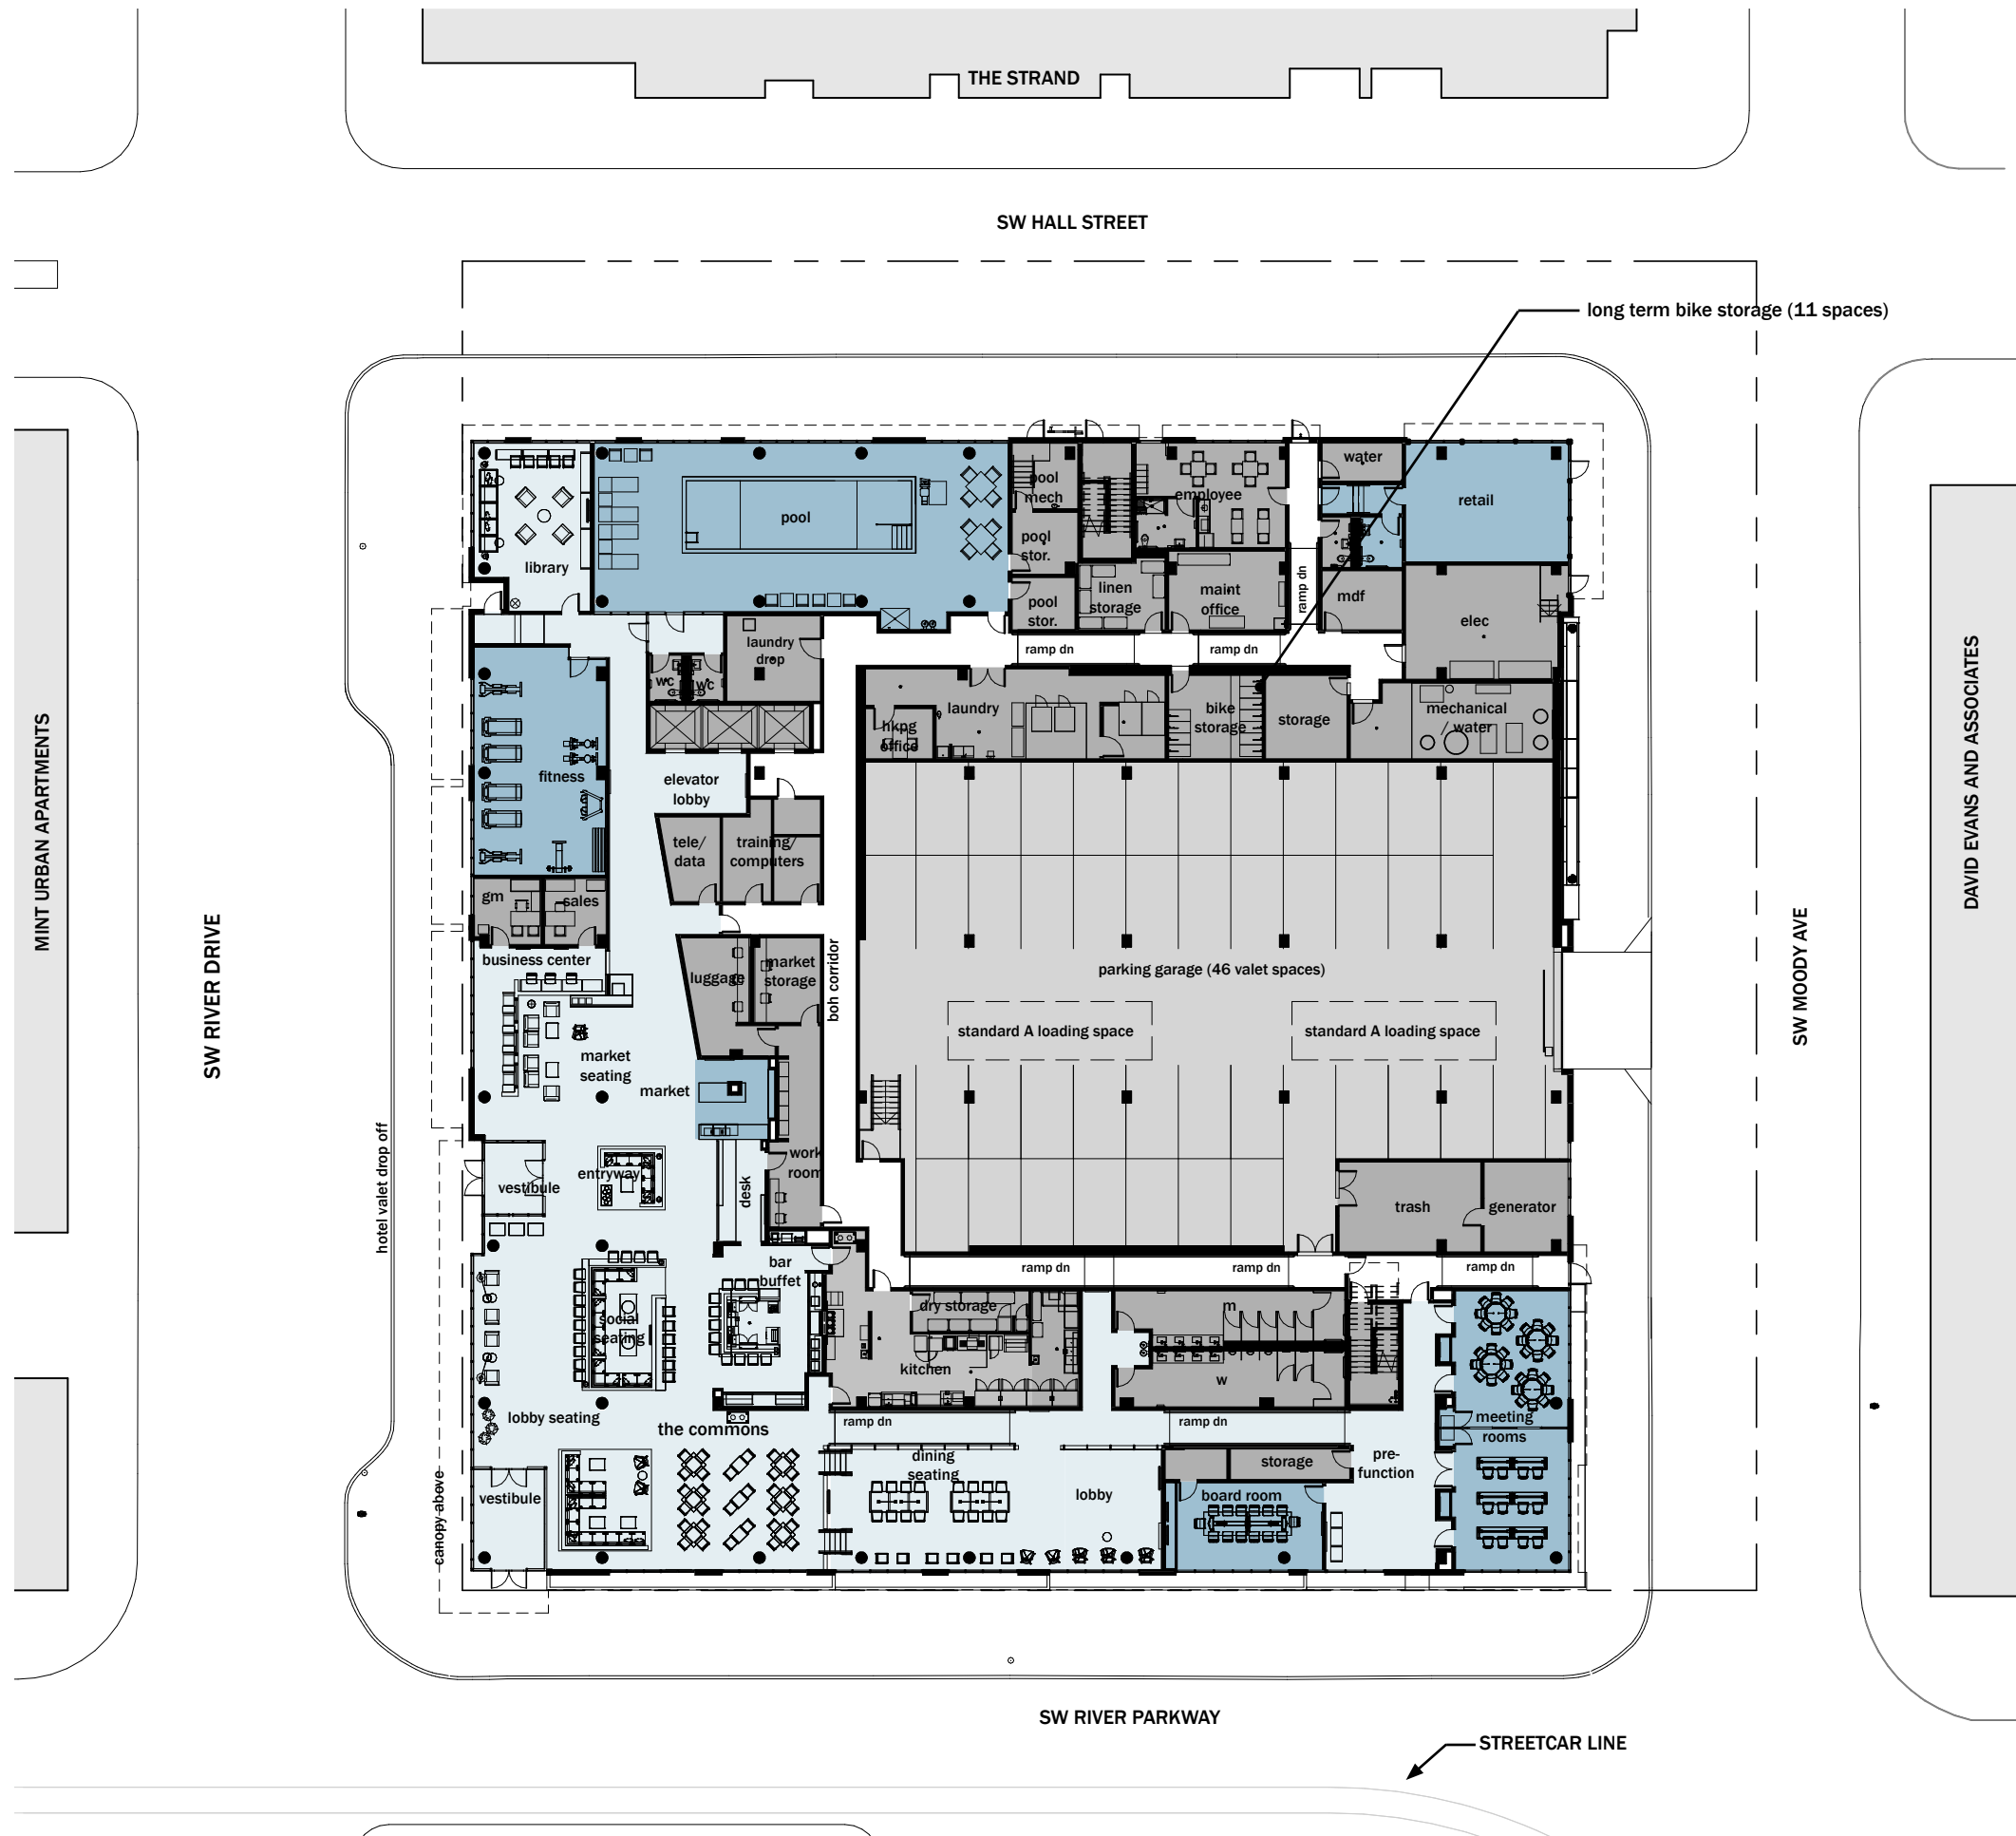 THE STRAND
SW HALL STREET
long term bike storage (11 spaces)
water
retail
pool
mech
employee
pool
library
pool
stor.
linen
storage
maint
office
ramp dn
mdf
pool
stor.
elec
laundry
drop
ramp dn
ramp dn
wc
wc
laundry
bike
storage
storage
mechanical
/ water
hkpg
office
fitness
elevator
lobby
tele/
data
training/
computers
gm
sales
business center
luggage
market
storage
boh corridor
parking garage (46 valet spaces)
standard A loading space
standard A loading space
market
seating
market
MINT URBAN APARTMENTS
SW RIVER DRIVE
SW MOODY AVE
DAVID EVANS AND ASSOCIATES
hotel valet drop off
vestibule
entryway
desk
work
room
trash
generator
bar
buffet
ramp dn
ramp dn
ramp dn
social
seating
dry storage
m
kitchen
w
lobby seating
the commons
ramp dn
ramp dn
meeting
rooms
dining
seating
storage
pre-
function
canopy above
vestibule
lobby
board room
SW RIVER PARKWAY
STREETCAR LINE